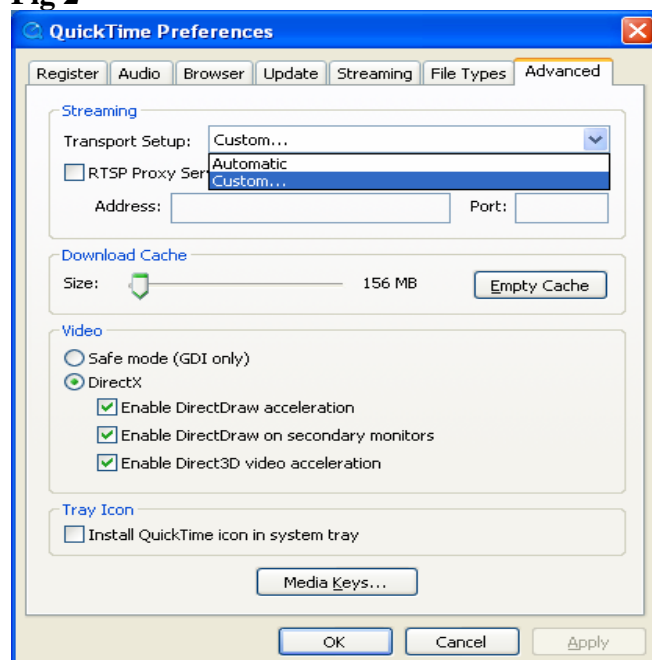 Fig 2
QuickTime Preferences
Register Audio Browser Update Streaming File Types Advanced
Streaming
Transport Setup: Custom...
Automatic
RTSP Proxy Ser
Custom...
Address: Port:
Download Cache
Size: 156 MB Empty Cache
Video
Safe mode (GDI only)
DirectX
Enable DirectDraw acceleration
Enable DirectDraw on secondary monitors
Enable Direct3D video acceleration
Tray Icon
Install QuickTime icon in system tray
Media Keys...
OK Cancel Apply